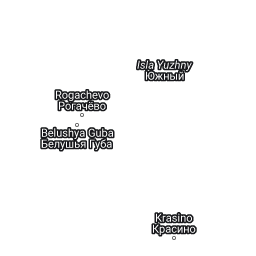 Isla Yuzhny
Южный
Rogachevo
Рогачёво
Belushya Guba
Белушья Губа
Krasino
Красино